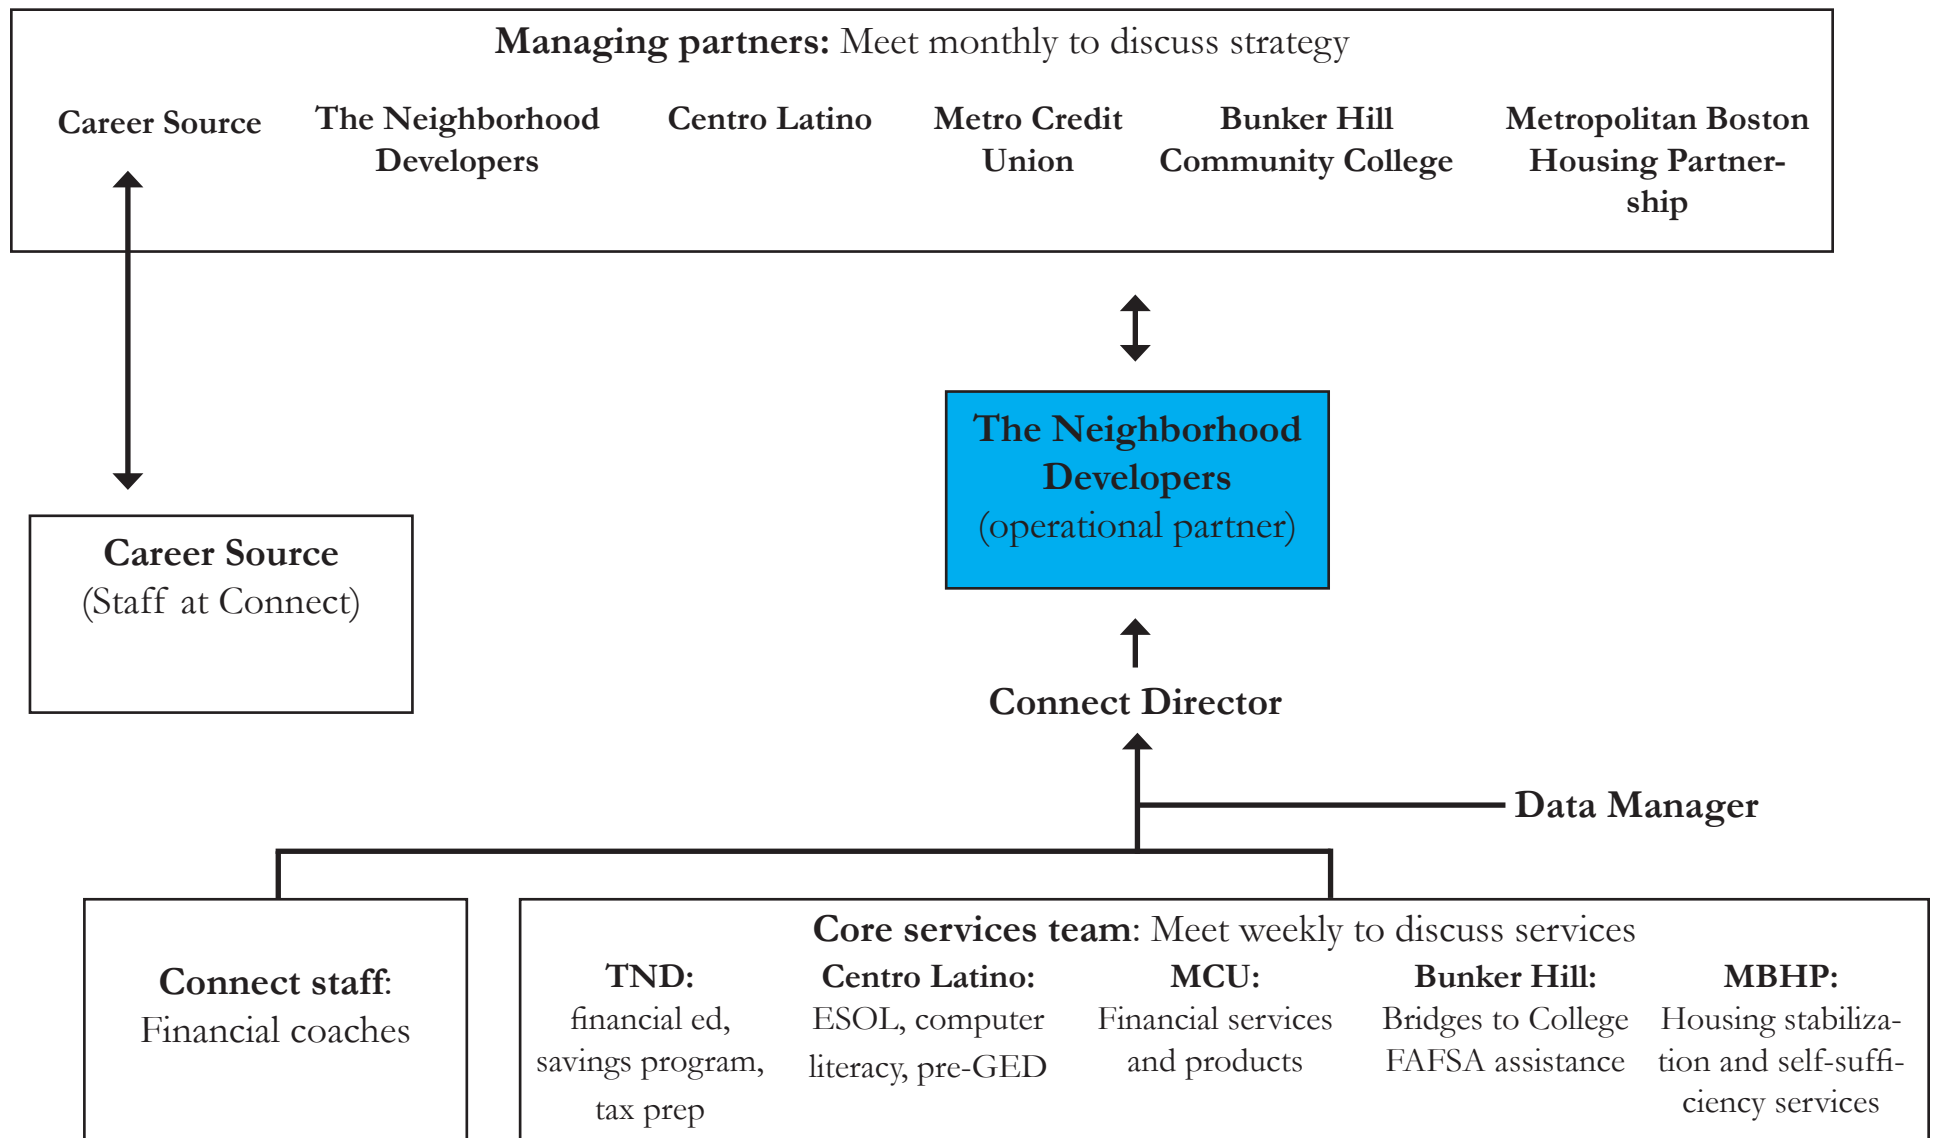 Managing partners: Meet monthly to discuss strategy
Career Source
The Neighborhood
Developers
Centro Latino
Metro Credit
Union
Bunker Hill
Community College
Metropolitan Boston
Housing Partner-
ship
The Neighborhood
Developers
(operational partner)
Career Source
(Staff at Connect)
Connect Director
Data Manager
Connect staff:
Financial coaches
Core services team: Meet weekly to discuss services
TND:
financial ed,
savings program,
tax prep
Centro Latino:
ESOL, computer
literacy, pre-GED
MCU:
Financial services
and products
Bunker Hill:
Bridges to College
FAFSA assistance
MBHP:
Housing stabiliza-
tion and self-suffi-
ciency services